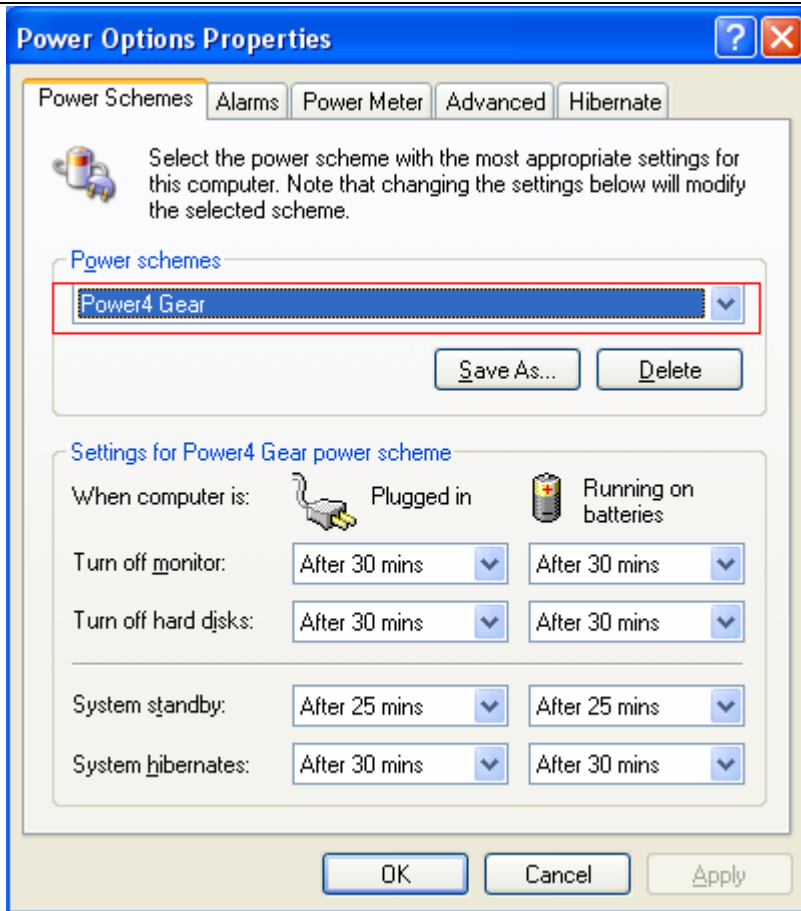 Power Options Properties
Power Schemes Alarms Power Meter Advanced Hibernate
Select the power scheme with the most appropriate settings for
this computer. Note that changing the settings below will modify
the selected scheme.
Power schemes
Power4 Gear
Save As... Delete
Settings for Power4 Gear power scheme
When computer is: Plugged in Running on
batteries
Turn off monitor: After 30 mins After 30 mins
Turn off hard disks: After 30 mins After 30 mins
System standby: After 25 mins After 25 mins
System hibernates: After 30 mins After 30 mins
OK Cancel Apply